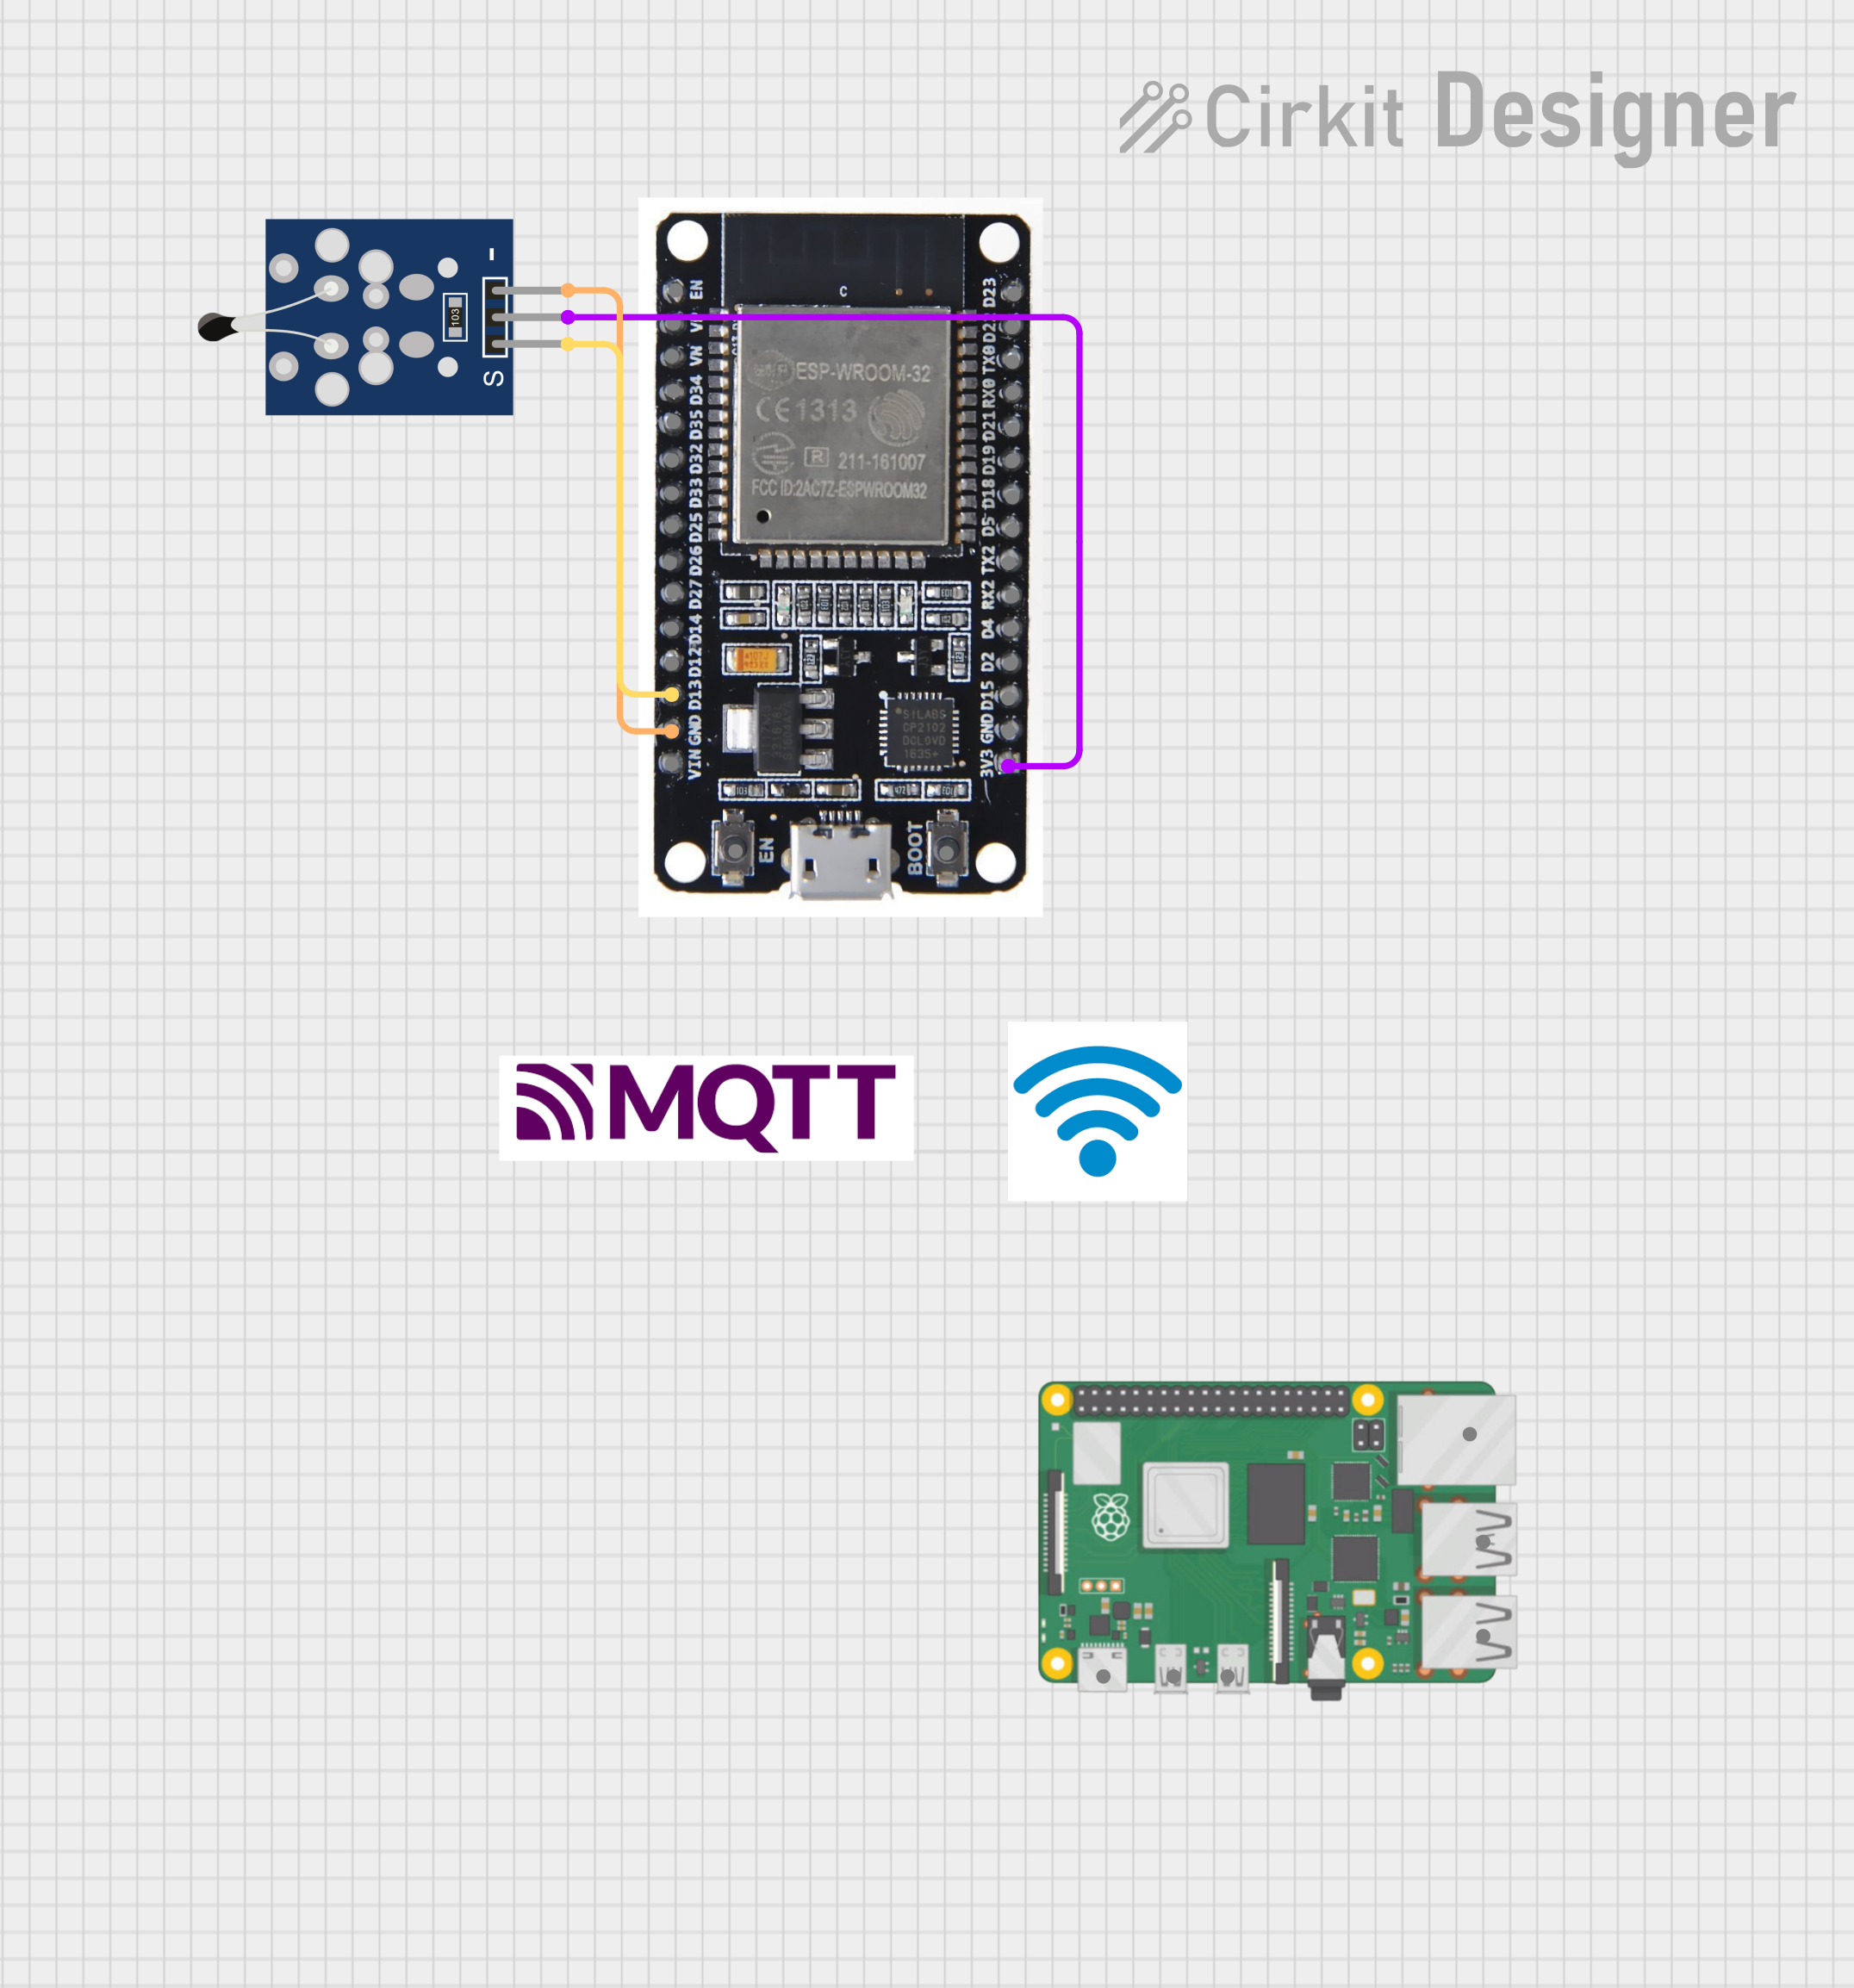 Cirkit Designer
-
103
S
EN
VN
D34
D35
D32
D33
D25
D26
D27
D14
D12
D13
GND
VIN
D23
TX0
RX0
D21
D19
D18
D5
TX2
RX2
D4
D2
D15
GND
3V3
C
ESP-WROOM-32
CE1313
R 211-161007
FCC ID:2AC7Z-ESPWROOM32
SILABS
CP2102
DCL0VD
1635+
EN
BOOT
MQTT